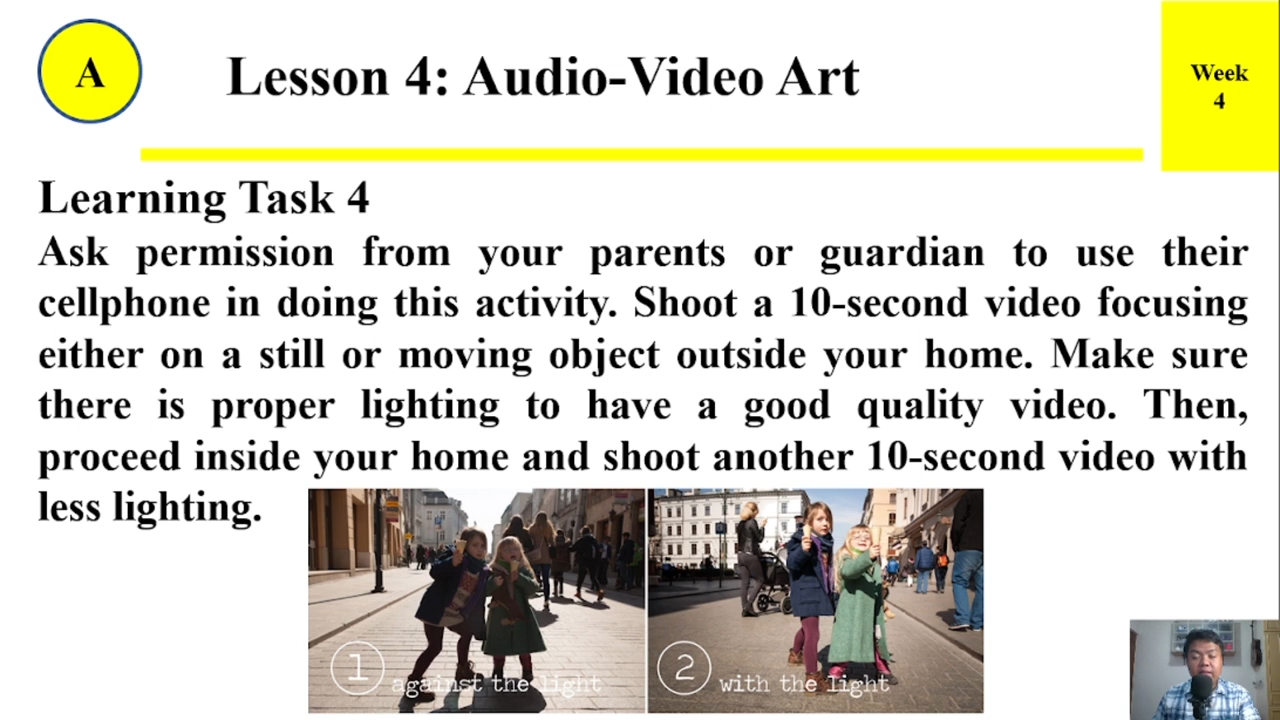 A
Lesson 4: Audio-Video Art
Week
4
Learning Task 4
Ask permission from your parents or guardian to use their
cellphone in doing this activity. Shoot a 10-second video focusing
either on a still or moving object outside your home. Make sure
there is proper lighting to have a good quality video. Then,
proceed inside your home and shoot another 10-second video with
less lighting.
1 against the light
2 with the light